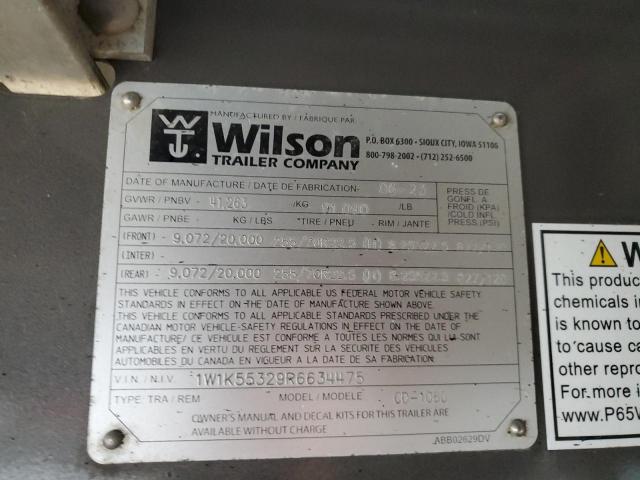 MANUFACTURED BY / FABRIQUE PAR
WT.
Wilson
TRAILER COMPANY
P.O. BOX 6300 • SIOUX CITY, IOWA 51106
800-798-2002 • (712) 252-6500
DATE OF MANUFACTURE / DATE DE FABRICATION- 06-23
GVWR / PNBV - 41,263 /KG /LB
GAWR / PNBE - KG / LBS *TIRE / PNEU - RIM / JANTE
PRESS DE
GONFL. A
FROID (KPA)
/COLD INFL.
PRESS (PSI)
(FRONT) - 9,072/20,000
(INTER) -
(REAR) - 9,072/20,000
THIS VEHICLE CONFORMS TO ALL APPLICABLE US FEDERAL MOTOR VEHICLE SAFETY
STANDARDS IN EFFECT ON THE DATE OF MANUFACTURE SHOWN ABOVE.
THIS VEHICLE CONFORMS TO ALL APPLICABLE STANDARDS PRESCRIBED UNDER THE
CANADIAN MOTOR VEHICLE-SAFETY REGULATIONS IN EFFECT ON THE DATE OF
MANUFACTURE/ CE VEHICULE EST CONFORME A TOUTES LES NORMES QUI LUI-SONT
APPLICABLES EN VERTU DU REGLEMENT SUR LA SECURITE DES VEHICULES
AUTOMOBILES DU CANADA EN VIGUEUR A LA DATE DE SA FABRICATION.
V.I.N. / N.I.V. 1W1K55329R6634475
TYPE: TRA / REM MODEL / MODELE
OWNER'S MANUAL AND DECAL KITS FOR THIS TRAILER ARE
AVAILABLE WITHOUT CHARGE
ABB02629DV
W
This produc
chemicals in
is known to
to cause ca
other repro
For more i
www.P65V